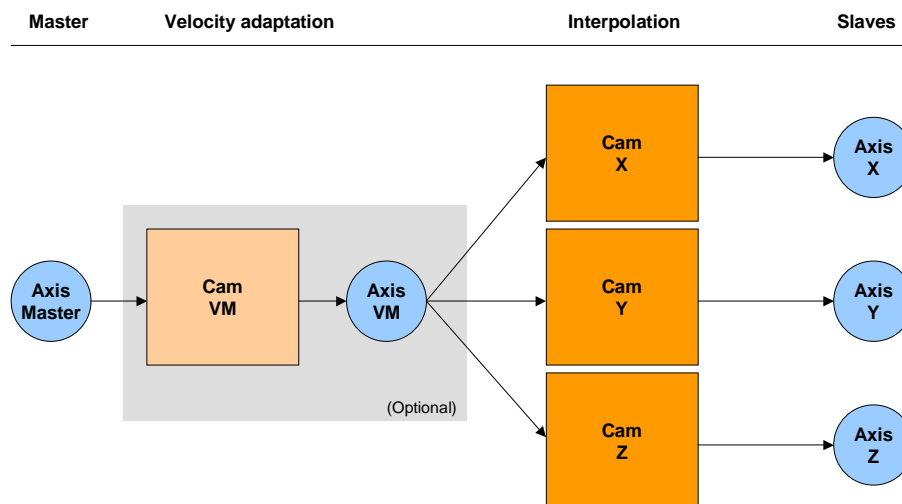 Master Velocity adaptation Interpolation Slaves
Cam
X
Axis
X
Axis
Master
Cam
VM
Axis
VM
(Optional)
Cam
Y
Axis
Y
Cam
Z
Axis
Z